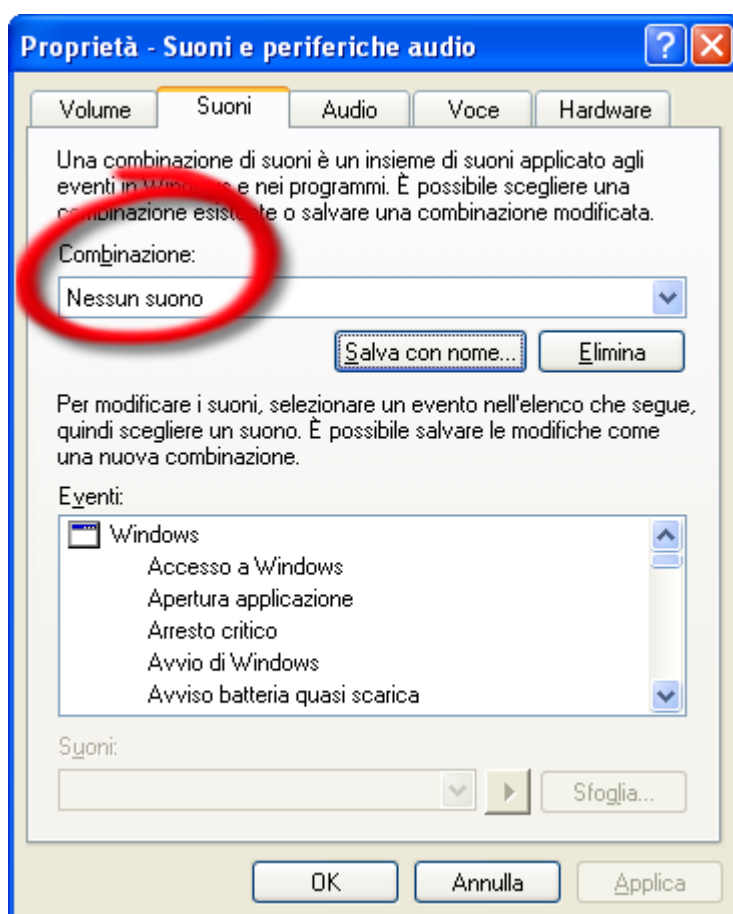 Proprietà - Suoni e periferiche audio
Volume Suoni Audio Voce Hardware
Una combinazione di suoni è un insieme di suoni applicato agli
eventi in Windows e nei programmi. È possibile scegliere una
combinazione esistente o salvare una combinazione modificata.
Combinazione:
Nessun suono
Salva con nome... Elimina
Per modificare i suoni, selezionare un evento nell'elenco che segue,
quindi scegliere un suono. È possibile salvare le modifiche come
una nuova combinazione.
Eventi:
Windows
Accesso a Windows
Apertura applicazione
Arresto critico
Avvio di Windows
Avviso batteria quasi scarica
Suoni:
Sfoglia...
OK Annulla Applica